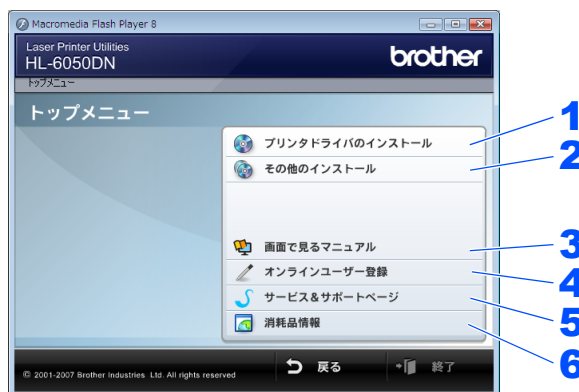 Macromedia Flash Player 8
Laser Printer Utilities
HL-6050DN
brother
トップメニュー
トップメニュー
プリンタドライバのインストール 1
その他のインストール 2
画面で見るマニュアル 3
オンラインユーザー登録 4
サービス&サポートページ 5
消耗品情報 6
© 2001-2007 Brother Industries Ltd. All rights reserved
戻る
終了